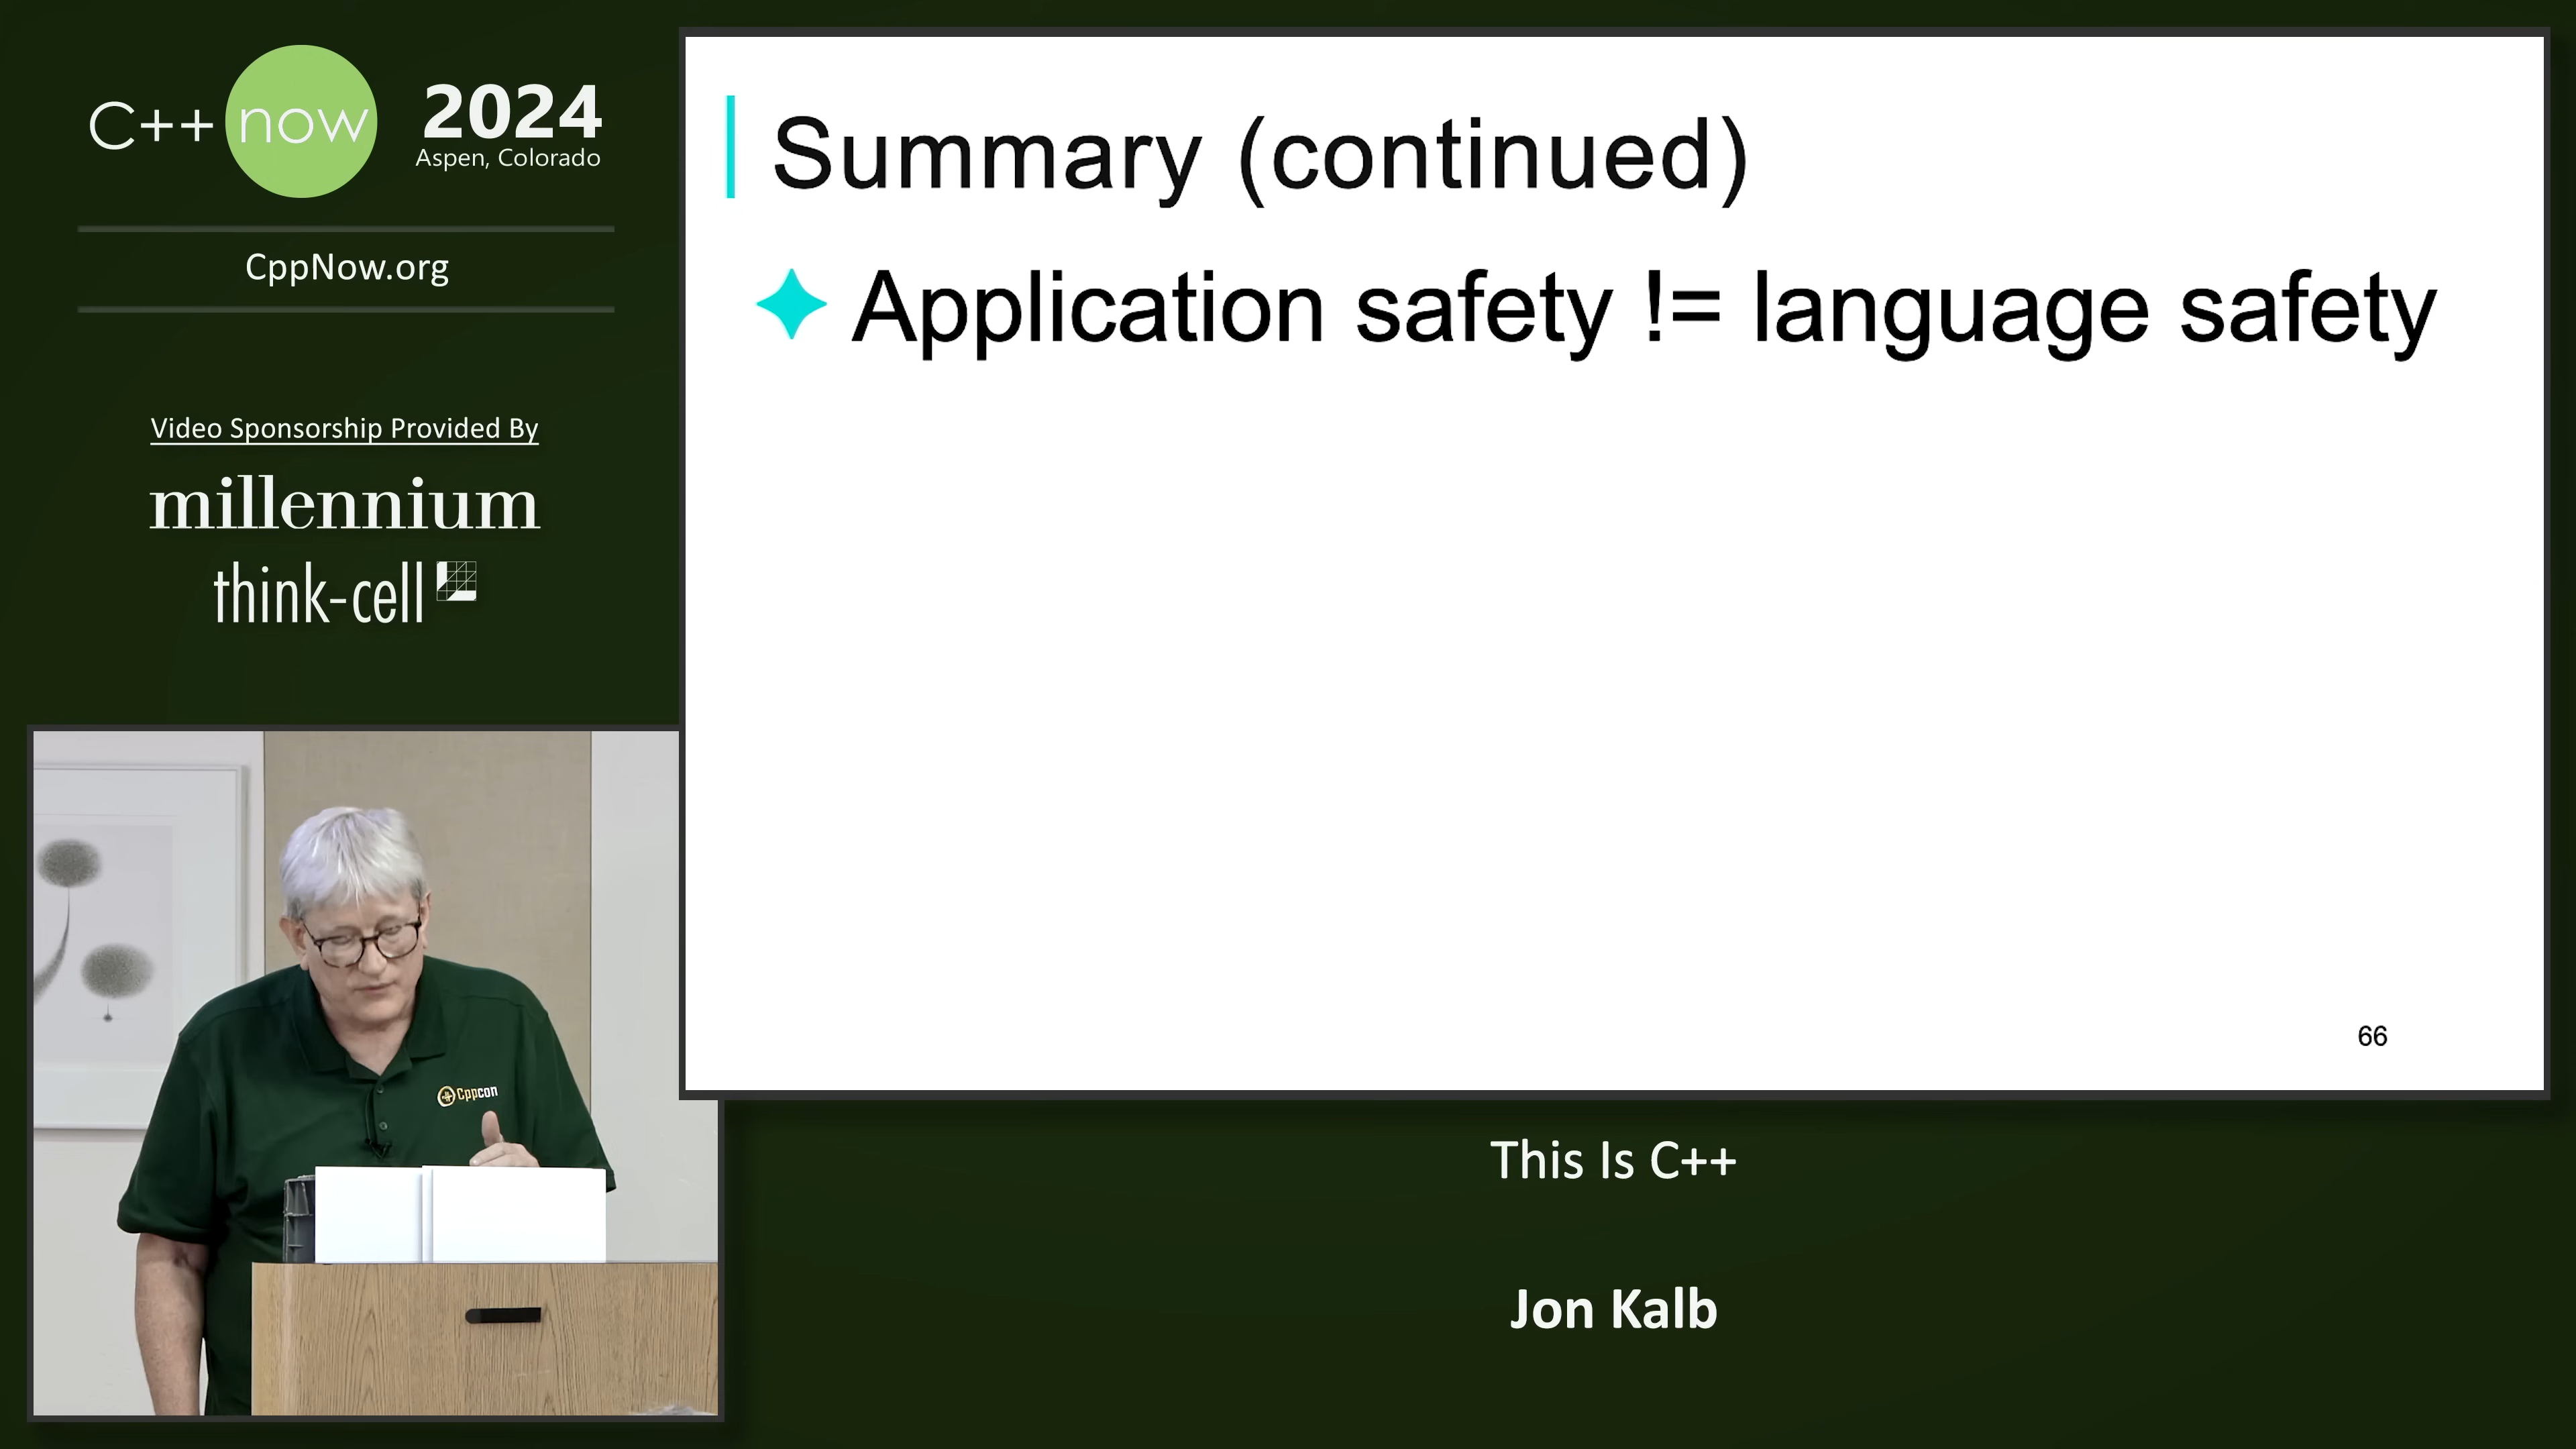 C++ now 2024
Aspen, Colorado
CppNow.org
Video Sponsorship Provided By
millennium
think-cell
Summary (continued)
Application safety != language safety
66
Cppcon
This Is C++
Jon Kalb